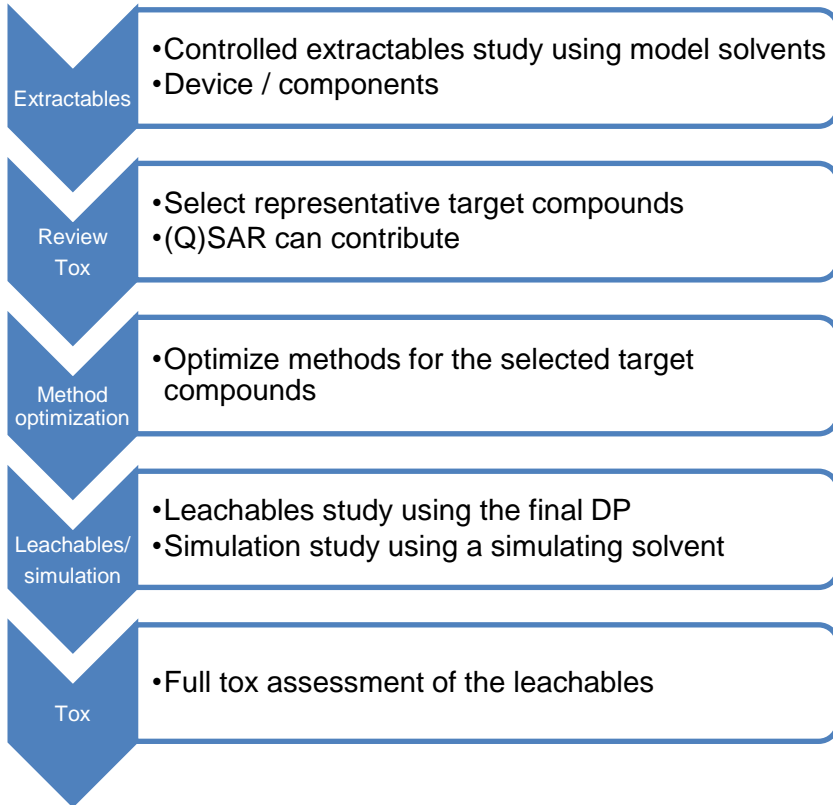 Extractables
•Controlled extractables study using model solvents
•Device / components
Review
Tox
•Select representative target compounds
•(Q)SAR can contribute
Method
optimization
•Optimize methods for the selected target
compounds
Leachables/
simulation
•Leachables study using the final DP
•Simulation study using a simulating solvent
Tox
•Full tox assessment of the leachables